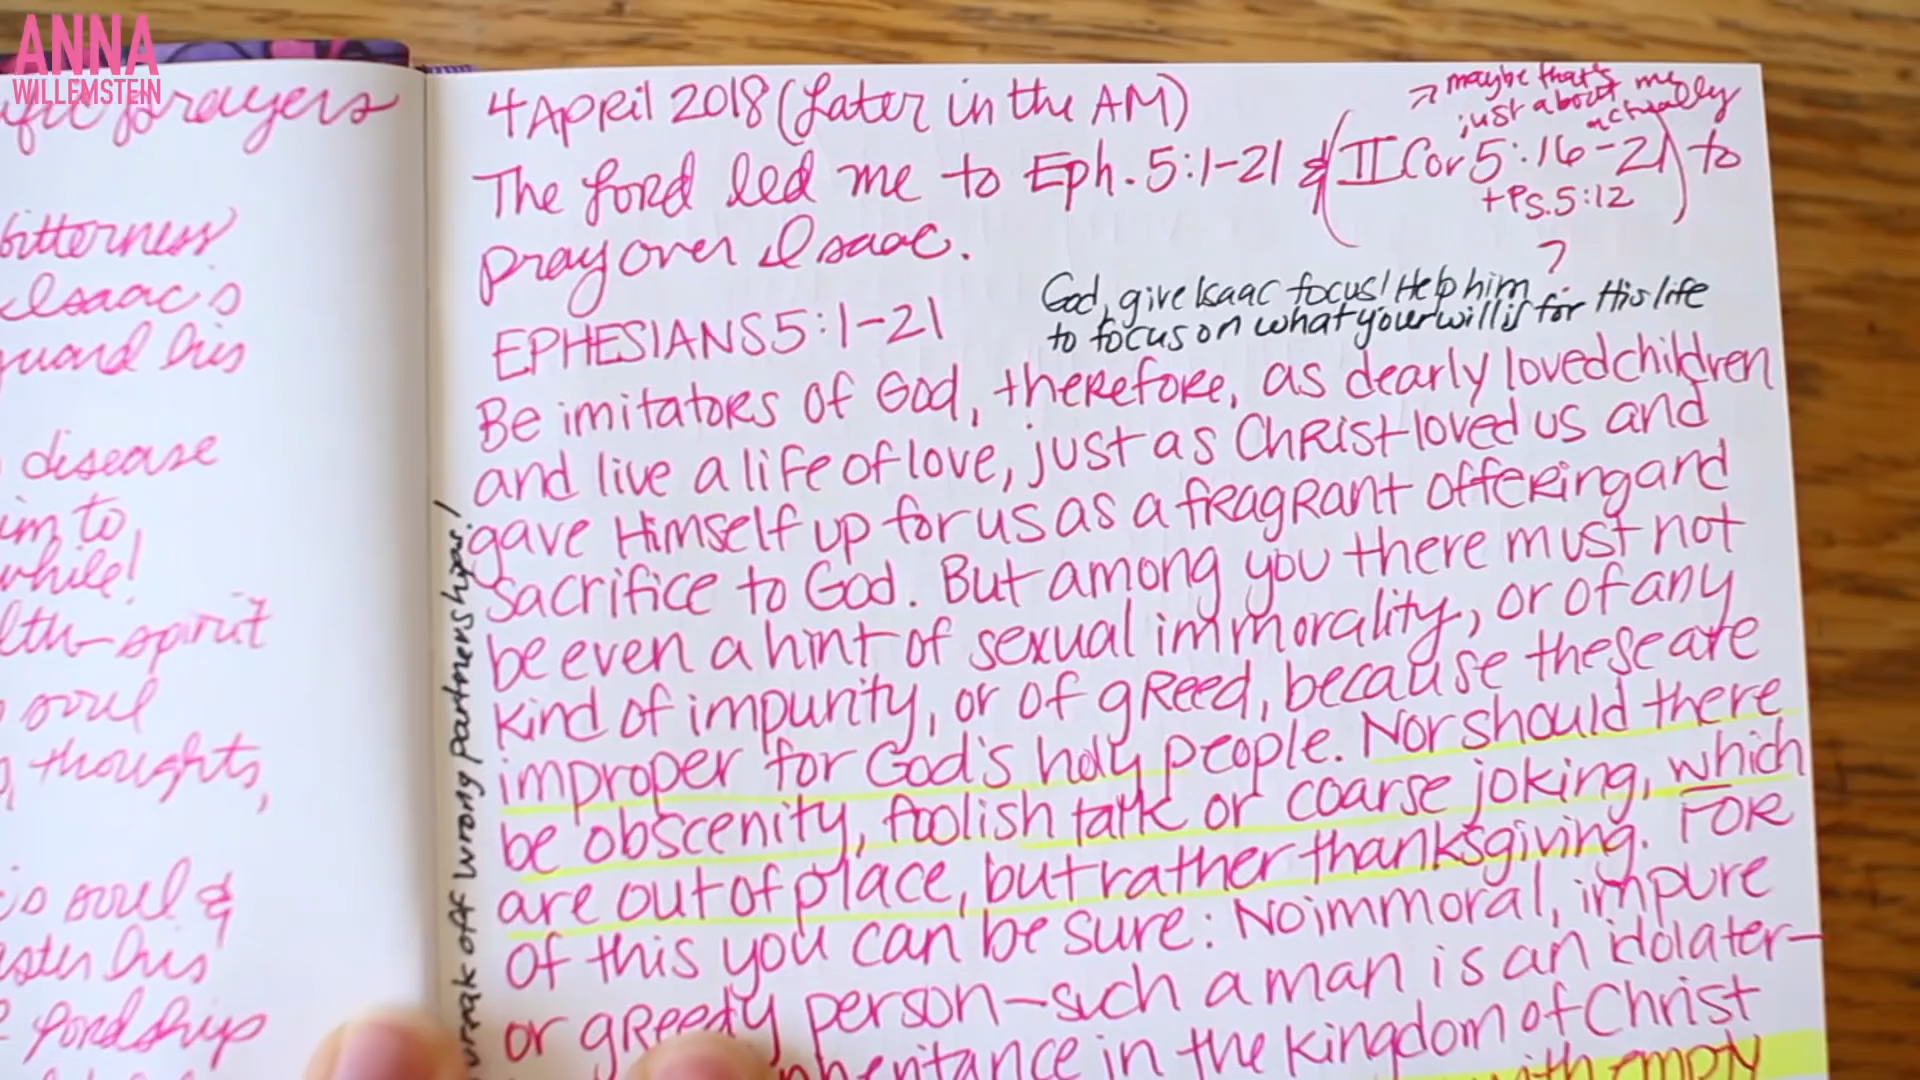 ANNA
WILLEMSTEIN
prayers
bitterness
Isaac's
guard his
disease
him to
while!
spirit
soul
thoughts,
soul &
his
Lordship
4 April 2018 (Later in the AM)
maybe that's
just about me
actually
The Lord led me to Eph. 5:1-21 & (II Cor 5:16-21) to
+Ps. 5:12
pray over Isaac.
?
God, give Isaac focus! Help him
to focus on what your will is for His life
EPHESIANS 5:1-21
Be imitators of God, therefore, as dearly loved children
and live a life of love, just as Christ loved us and
gave Himself up for us as a fragrant offering and
sacrifice to God. But among you there must not
be even a hint of sexual immorality, or of any
kind of impurity, or of greed, because these are
improper for God's holy people. Nor should there
be obscenity, foolish talk or coarse joking, which
are out of place, but rather thanksgiving. For
of this you can be sure: No immoral, impure
or greedy person—such a man is an idolater—
inheritance in the kingdom of Christ
with empty
break off wrong partnerships!